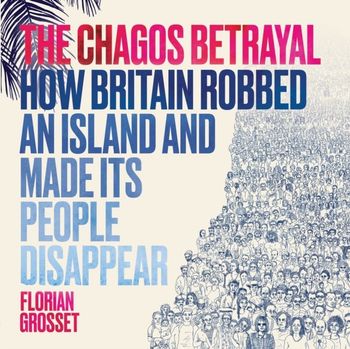 THE CHAGOS BETRAYAL
HOW BRITAIN ROBBED
AN ISLAND AND
MADE ITS
PEOPLE
DISAPPEAR
FLORIAN
GROSSET